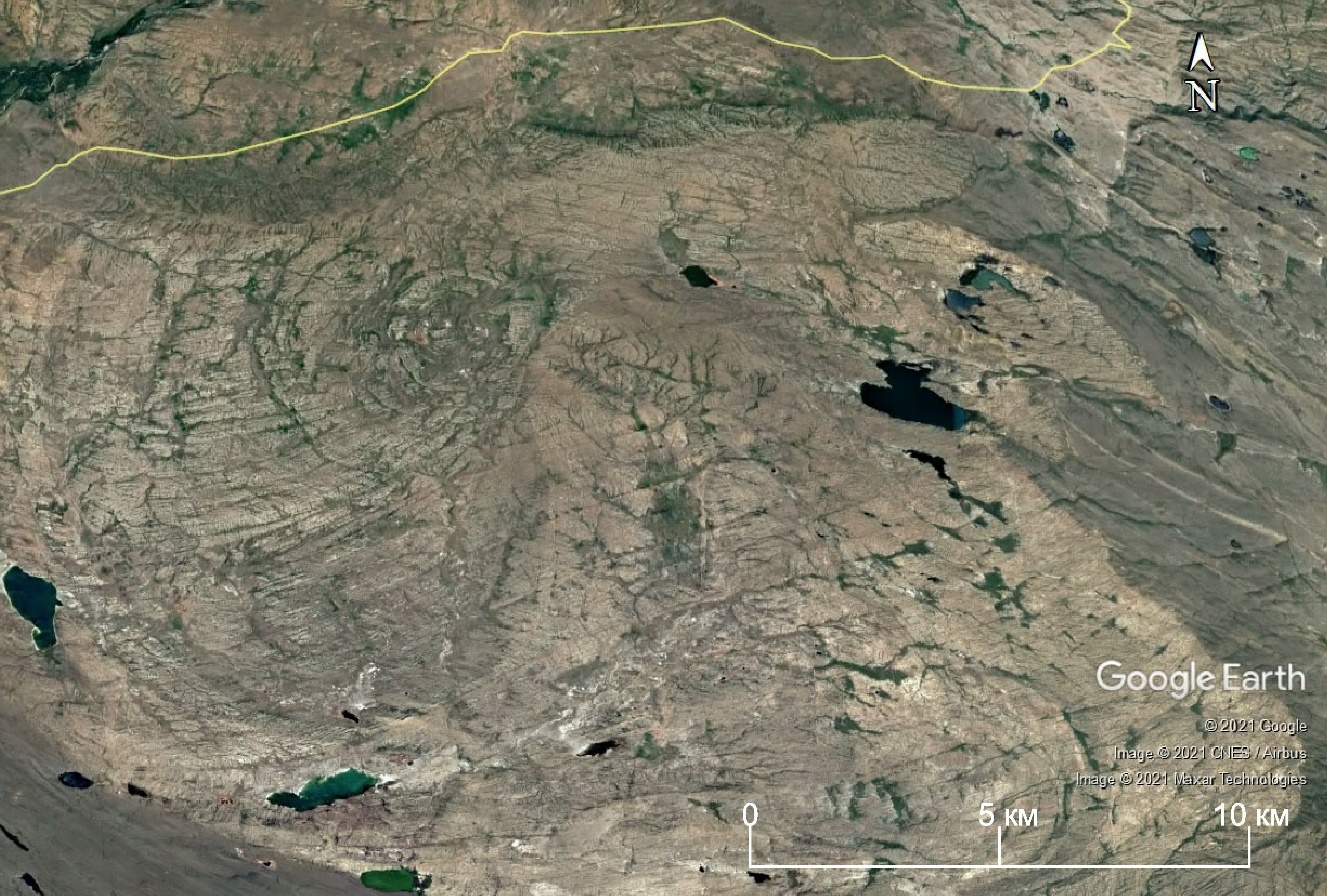 N
Google Earth
© 2021 Google
Image © 2021 CNES / Airbus
Image © 2021 Maxar Technologies
0 5 км 10 км